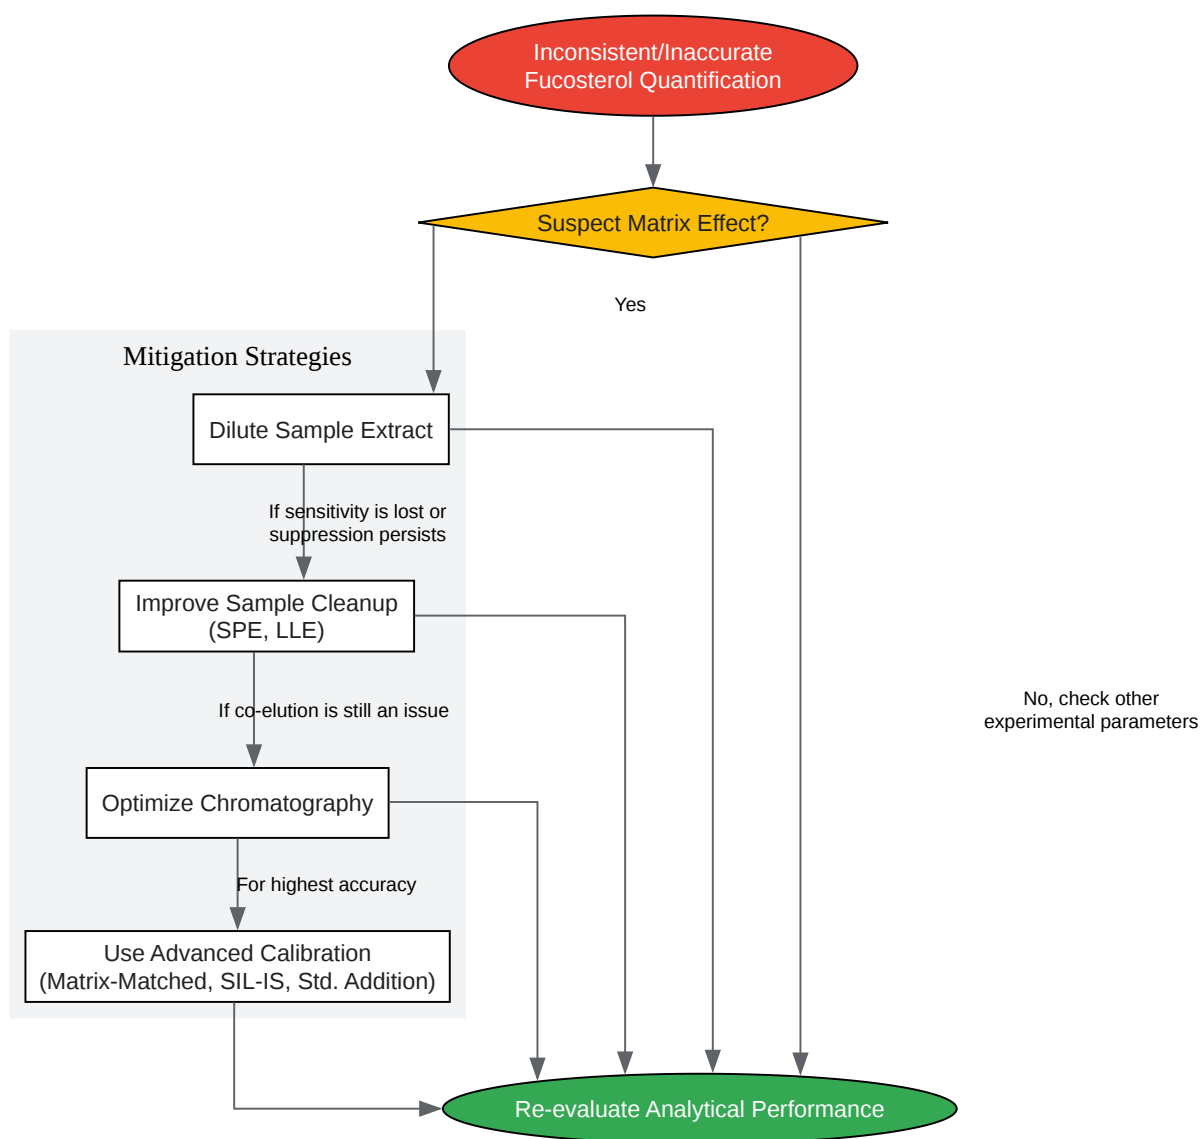 Inconsistent/Inaccurate
Fucosterol Quantification
Suspect Matrix Effect?
Yes
Mitigation Strategies
Dilute Sample Extract
If sensitivity is lost or
suppression persists
Improve Sample Cleanup
(SPE, LLE)
If co-elution is still an issue
No, check other
experimental parameters
Optimize Chromatography
For highest accuracy
Use Advanced Calibration
(Matrix-Matched, SIL-IS, Std. Addition)
Re-evaluate Analytical Performance